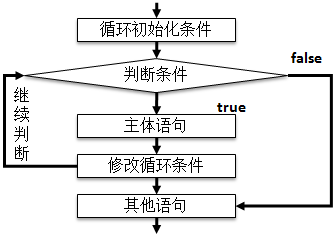 循环初始化条件
false
判断条件
true
继续判断
主体语句
修改循环条件
其他语句